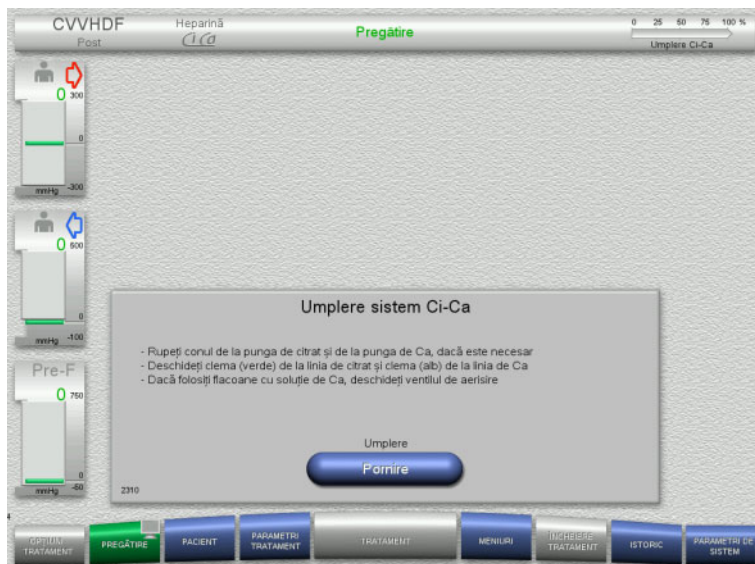 CVVHDF
Post
Heparină
CiCa
Pregătire
0 25 50 75 100 %
Umplere Ci-Ca
0
300
0
mmHg -300
0
500
0
mmHg -100
Pre-F
0
750
0
mmHg -50
Umplere sistem Ci-Ca
- Rupeți conul de la punga de citrat și de la punga de Ca, dacă este necesar
- Deschideți clema (verde) de la linia de citrat și clema (alb) de la linia de Ca
- Dacă folosiți flacoane cu soluție de Ca, deschideți ventilul de aerisire
Umplere
Pornire
2310
4
OPȚIUNI TRATAMENT
PREGĂTIRE
PACIENT
PARAMETRI TRATAMENT
TRATAMENT
MENIURI
ÎNCHEIERE TRATAMENT
ISTORIC
PARAMETRI DE SISTEM